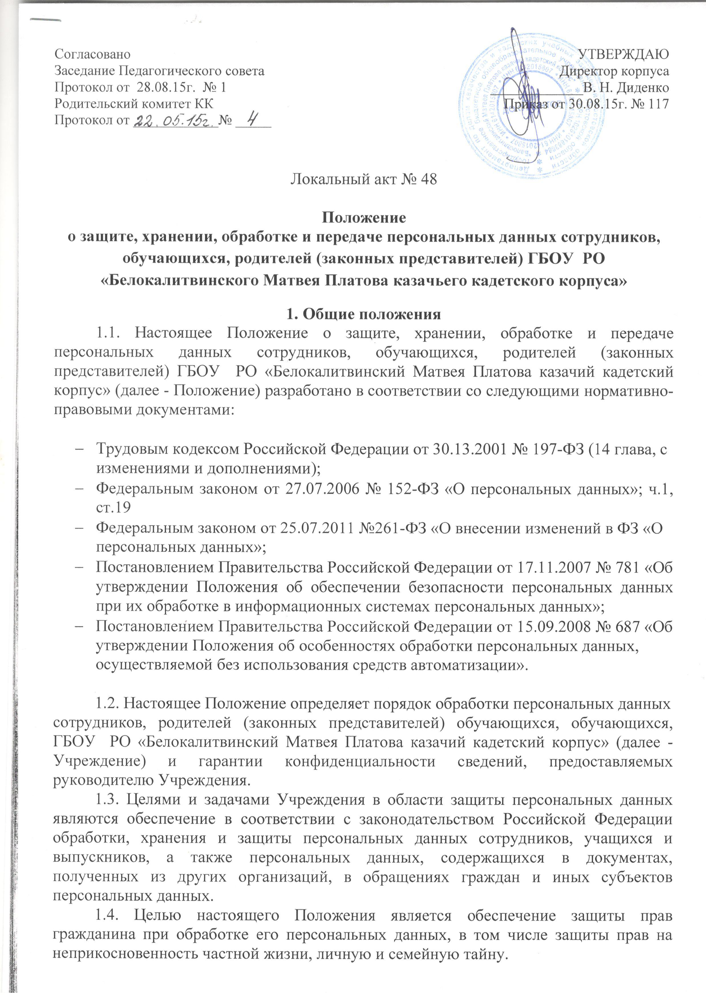 Согласовано
Заседание Педагогического совета
Протокол от 28.08.15г. № 1
Родительский комитет КК
Протокол от 22.05.15г. № 4
УТВЕРЖДАЮ
Директор корпуса
В. Н. Диденко
Приказ от 30.08.15г. № 117
Локальный акт № 48
Положение
о защите, хранении, обработке и передаче персональных данных сотрудников,
обучающихся, родителей (законных представителей) ГБОУ РО
«Белокалитвинского Матвея Платова казачьего кадетского корпуса»
1. Общие положения
1.1. Настоящее Положение о защите, хранении, обработке и передаче
персональных данных сотрудников, обучающихся, родителей (законных
представителей) ГБОУ РО «Белокалитвинский Матвея Платова казачий кадетский
корпус» (далее - Положение) разработано в соответствии со следующими нормативно-
правовыми документами:
– Трудовым кодексом Российской Федерации от 30.13.2001 № 197-ФЗ (14 глава, с
изменениями и дополнениями);
– Федеральным законом от 27.07.2006 № 152-ФЗ «О персональных данных»; ч.1,
ст.19
– Федеральным законом от 25.07.2011 №261-ФЗ «О внесении изменений в ФЗ «О
персональных данных»;
– Постановлением Правительства Российской Федерации от 17.11.2007 № 781 «Об
утверждении Положения об обеспечении безопасности персональных данных
при их обработке в информационных системах персональных данных»;
– Постановлением Правительства Российской Федерации от 15.09.2008 № 687 «Об
утверждении Положения об особенностях обработки персональных данных,
осуществляемой без использования средств автоматизации».
1.2. Настоящее Положение определяет порядок обработки персональных данных
сотрудников, родителей (законных представителей) обучающихся, обучающихся,
ГБОУ РО «Белокалитвинский Матвея Платова казачий кадетский корпус» (далее -
Учреждение) и гарантии конфиденциальности сведений, предоставляемых
руководителю Учреждения.
1.3. Целями и задачами Учреждения в области защиты персональных данных
являются обеспечение в соответствии с законодательством Российской Федерации
обработки, хранения и защиты персональных данных сотрудников, учащихся и
выпускников, а также персональных данных, содержащихся в документах,
полученных из других организаций, в обращениях граждан и иных субъектов
персональных данных.
1.4. Целью настоящего Положения является обеспечение защиты прав
гражданина при обработке его персональных данных, в том числе защиты прав на
неприкосновенность частной жизни, личную и семейную тайну.